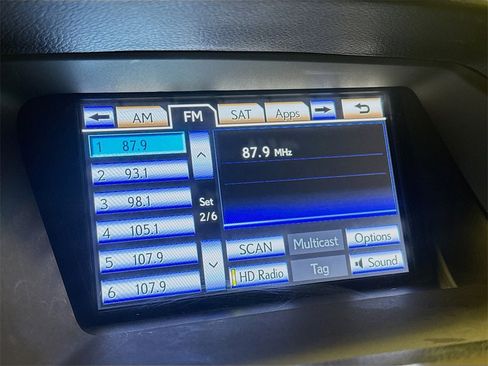 AM FM SAT Apps
1 87.9
2 93.1
3 98.1
4 105.1
5 107.9
6 107.9
Set
2/6
87.9 MHz
SCAN Multicast Options
HD Radio Tag Sound